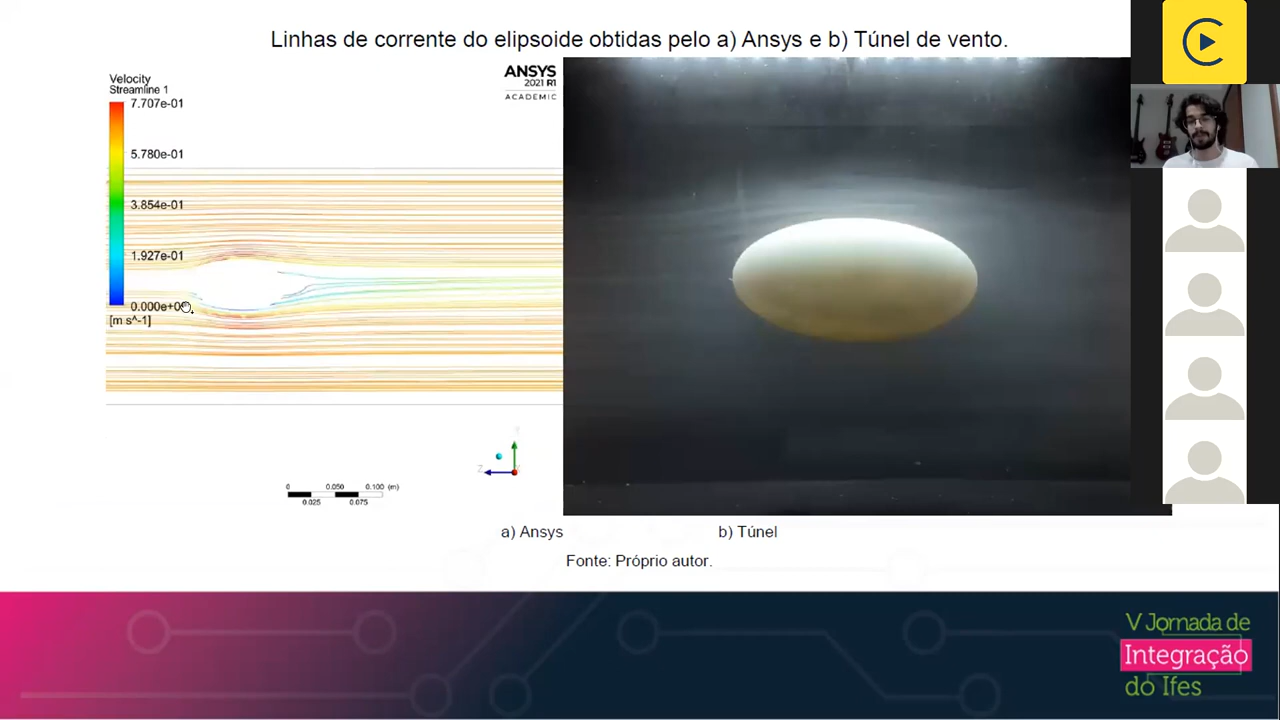 Linhas de corrente do elipsoide obtidas pelo a) Ansys e b) Túnel de vento.
Velocity
Streamline 1
7.707e-01
5.780e-01
3.854e-01
1.927e-01
0.000e+00
[m s^-1]
ANSYS
2021 R1
ACADEMIC
Y
Z
0 0.050 0.100 (m)
0.025 0.075
a) Ansys b) Túnel
Fonte: Próprio autor.
V Jornada de
Integração
do Ifes